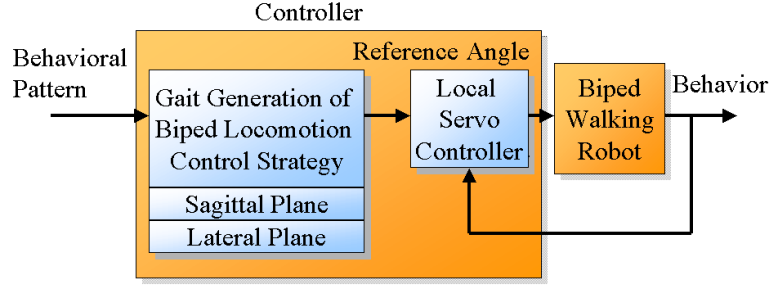 Controller
Behavioral
Pattern
Reference Angle
Gait Generation of
Biped Locomotion
Control Strategy
Sagittal Plane
Lateral Plane
Local
Servo
Controller
Biped
Walking
Robot
Behavior